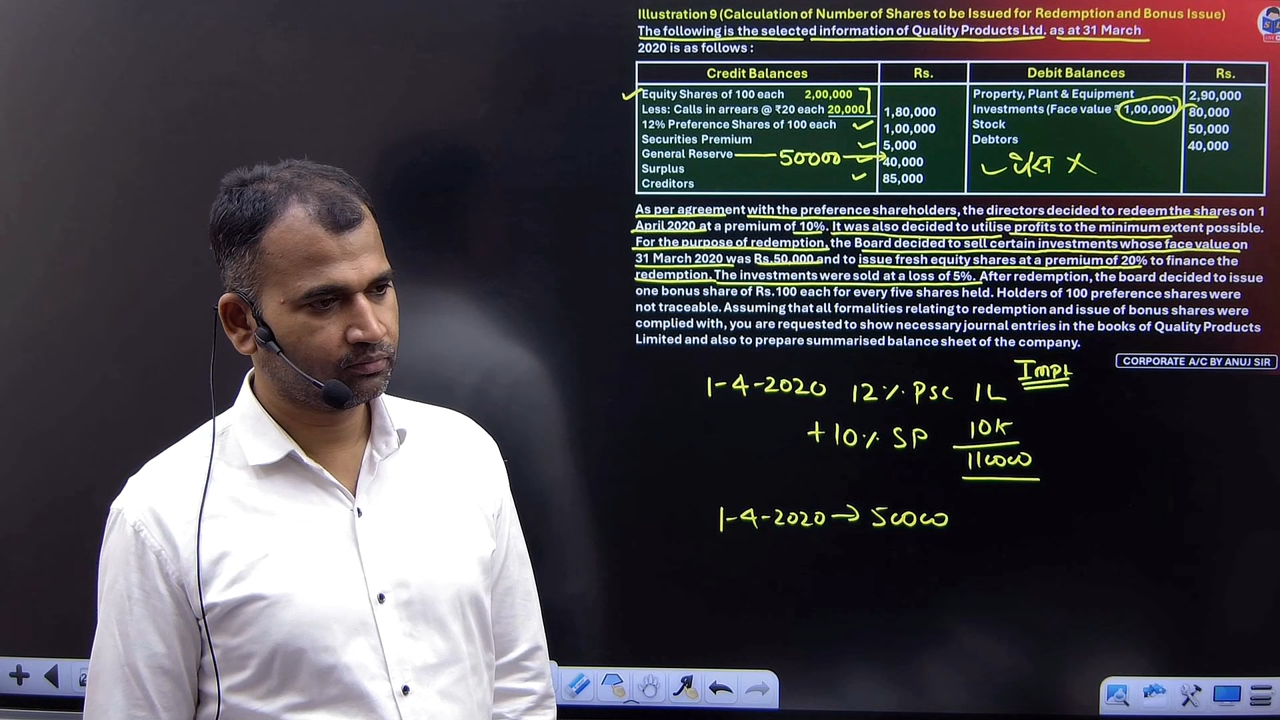 Illustration 9 (Calculation of Number of Shares to be Issued for Redemption and Bonus Issue)
The following is the selected information of Quality Products Ltd. as at 31 March
2020 is as follows :
Credit Balances Rs. Debit Balances Rs.
Equity Shares of 100 each 2,00,000 Property, Plant & Equipment 2,90,000
Less: Calls in arrears @ ₹20 each 20,000 1,80,000 Investments (Face value ₹ 1,00,000) 80,000
12% Preference Shares of 100 each 1,00,000 Stock 50,000
Securities Premium 5,000 Debtors 40,000
General Reserve 50000 40,000
Surplus 85,000
Creditors
As per agreement with the preference shareholders, the directors decided to redeem the shares on 1
April 2020 at a premium of 10%. It was also decided to utilise profits to the minimum extent possible.
For the purpose of redemption, the Board decided to sell certain investments whose face value on
31 March 2020 was Rs.50,000 and to issue fresh equity shares at a premium of 20% to finance the
redemption. The investments were sold at a loss of 5%. After redemption, the board decided to issue
one bonus share of Rs.100 each for every five shares held. Holders of 100 preference shares were
not traceable. Assuming that all formalities relating to redemption and issue of bonus shares were
complied with, you are requested to show necessary journal entries in the books of Quality Products
Limited and also to prepare summarised balance sheet of the company.
CORPORATE A/C BY ANUJ SIR
Impt
1-4-2020 12% PSC 1L
+10% SP 10K
110000
1-4-2020 → 50000